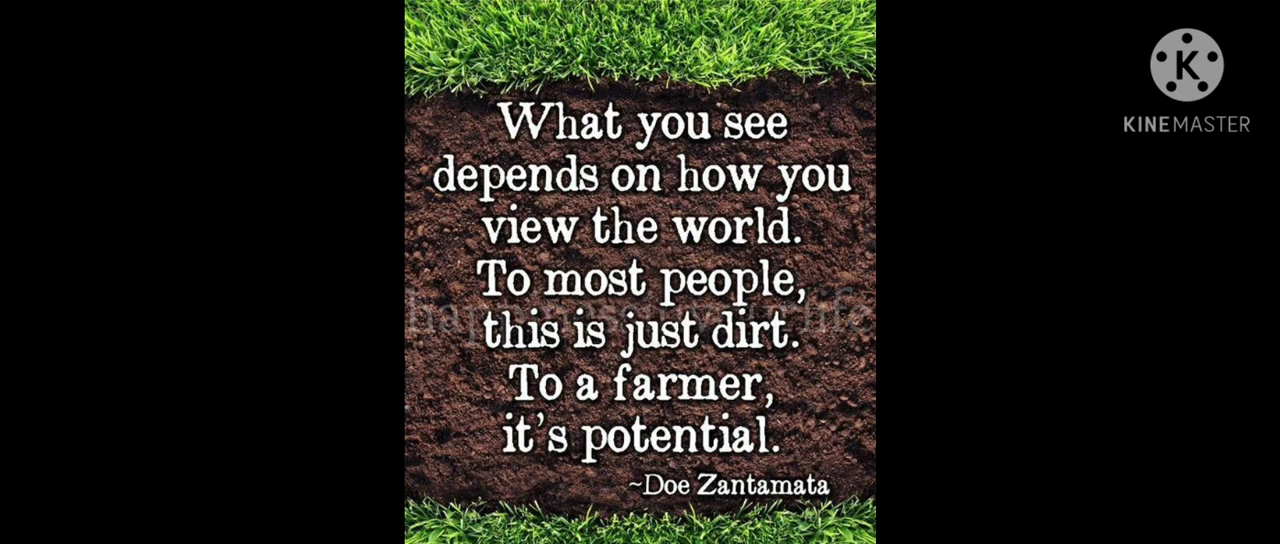 What you see
depends on how you
view the world.
To most people,
this is just dirt.
To a farmer,
it's potential.
~Doe Zantamata
K
KINEMASTER